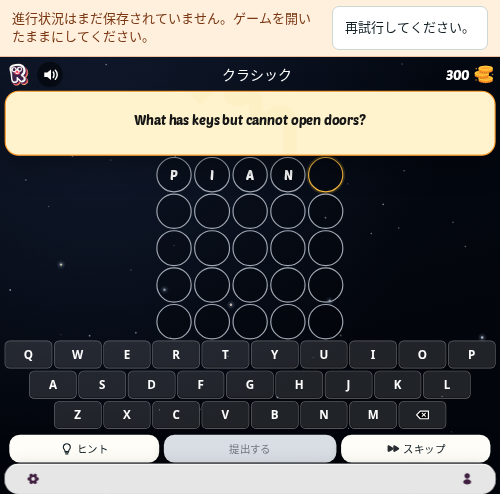 進行状況はまだ保存されていません。ゲームを開い
たままにしてください。
再試行してください。
クラシック
300
What has keys but cannot open doors?
P I A N
Q W E R T Y U I O P
A S D F G H J K L
Z X C V B N M
ヒント 提出する スキップ